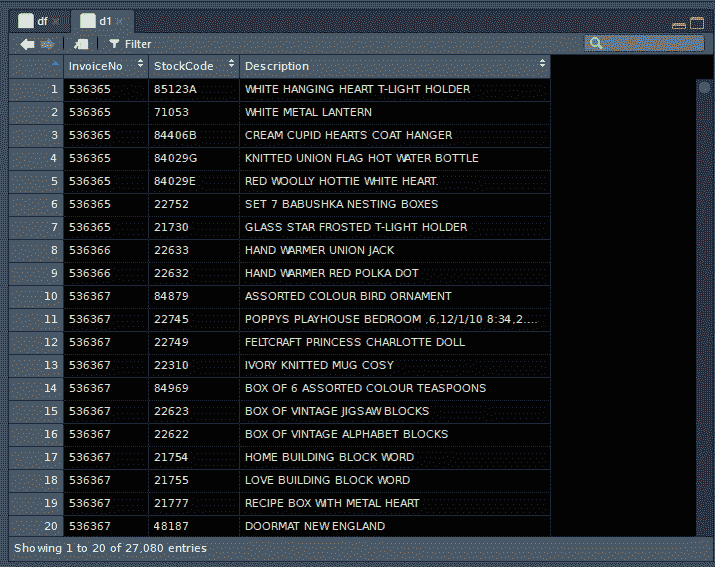 df d1
Filter
InvoiceNo StockCode Description
1 536365 85123A WHITE HANGING HEART T-LIGHT HOLDER
2 536365 71053 WHITE METAL LANTERN
3 536365 84406B CREAM CUPID HEARTS COAT HANGER
4 536365 84029G KNITTED UNION FLAG HOT WATER BOTTLE
5 536365 84029E RED WOOLLY HOTTIE WHITE HEART.
6 536365 22752 SET 7 BABUSHKA NESTING BOXES
7 536365 21730 GLASS STAR FROSTED T-LIGHT HOLDER
8 536366 22633 HAND WARMER UNION JACK
9 536366 22632 HAND WARMER RED POLKA DOT
10 536367 84879 ASSORTED COLOUR BIRD ORNAMENT
11 536367 22745 POPPYS PLAYHOUSE BEDROOM ,6,12/1/10 8:34,2....
12 536367 22749 FELTCRAFT PRINCESS CHARLOTTE DOLL
13 536367 22310 IVORY KNITTED MUG COSY
14 536367 84969 BOX OF 6 ASSORTED COLOUR TEASPOONS
15 536367 22623 BOX OF VINTAGE JIGSAW BLOCKS
16 536367 22622 BOX OF VINTAGE ALPHABET BLOCKS
17 536367 21754 HOME BUILDING BLOCK WORD
18 536367 21755 LOVE BUILDING BLOCK WORD
19 536367 21777 RECIPE BOX WITH METAL HEART
20 536367 48187 DOORMAT NEW ENGLAND
Showing 1 to 20 of 27,080 entries